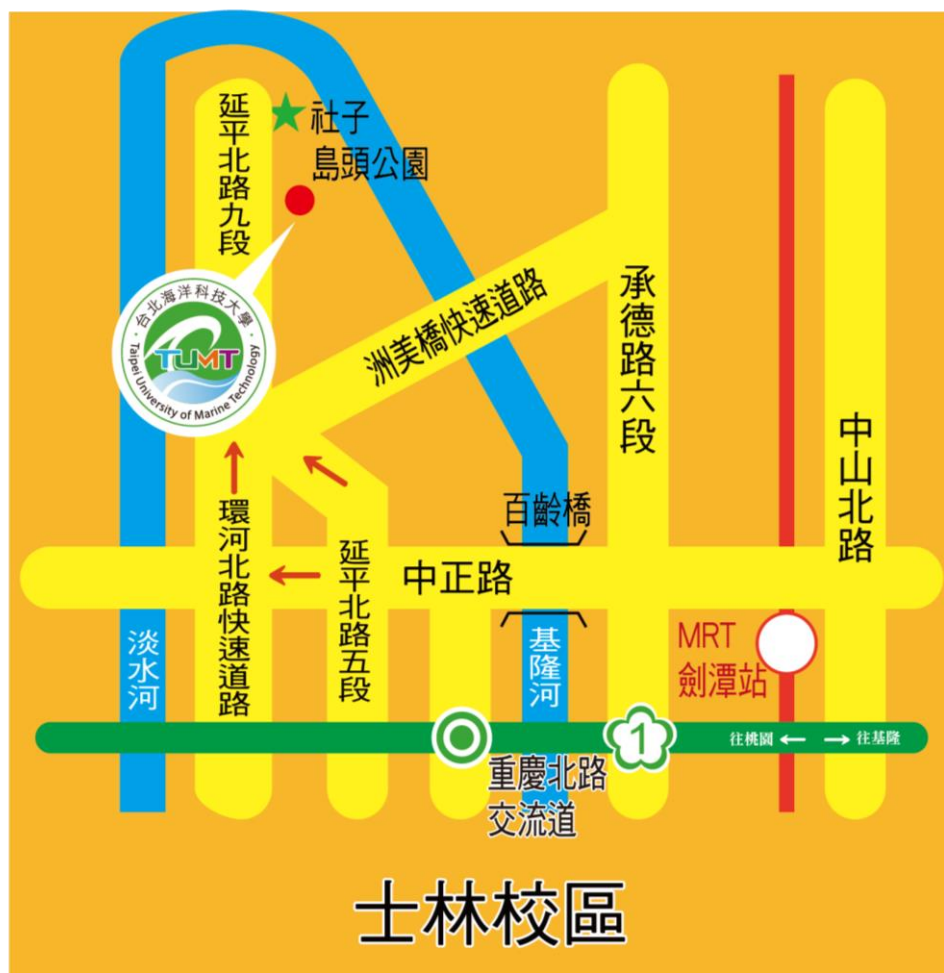 延平北路九段
社子
島頭公園
台北海洋科技大學
TUMT
Taipei University of Marine Technology
洲美橋快速道路
承德路六段
中山北路
百齡橋
環河北路快速道路
延平北路五段
中正路
淡水河
基隆河
MRT
劍潭站
1
往桃園 ← → 往基隆
重慶北路
交流道
士林校區